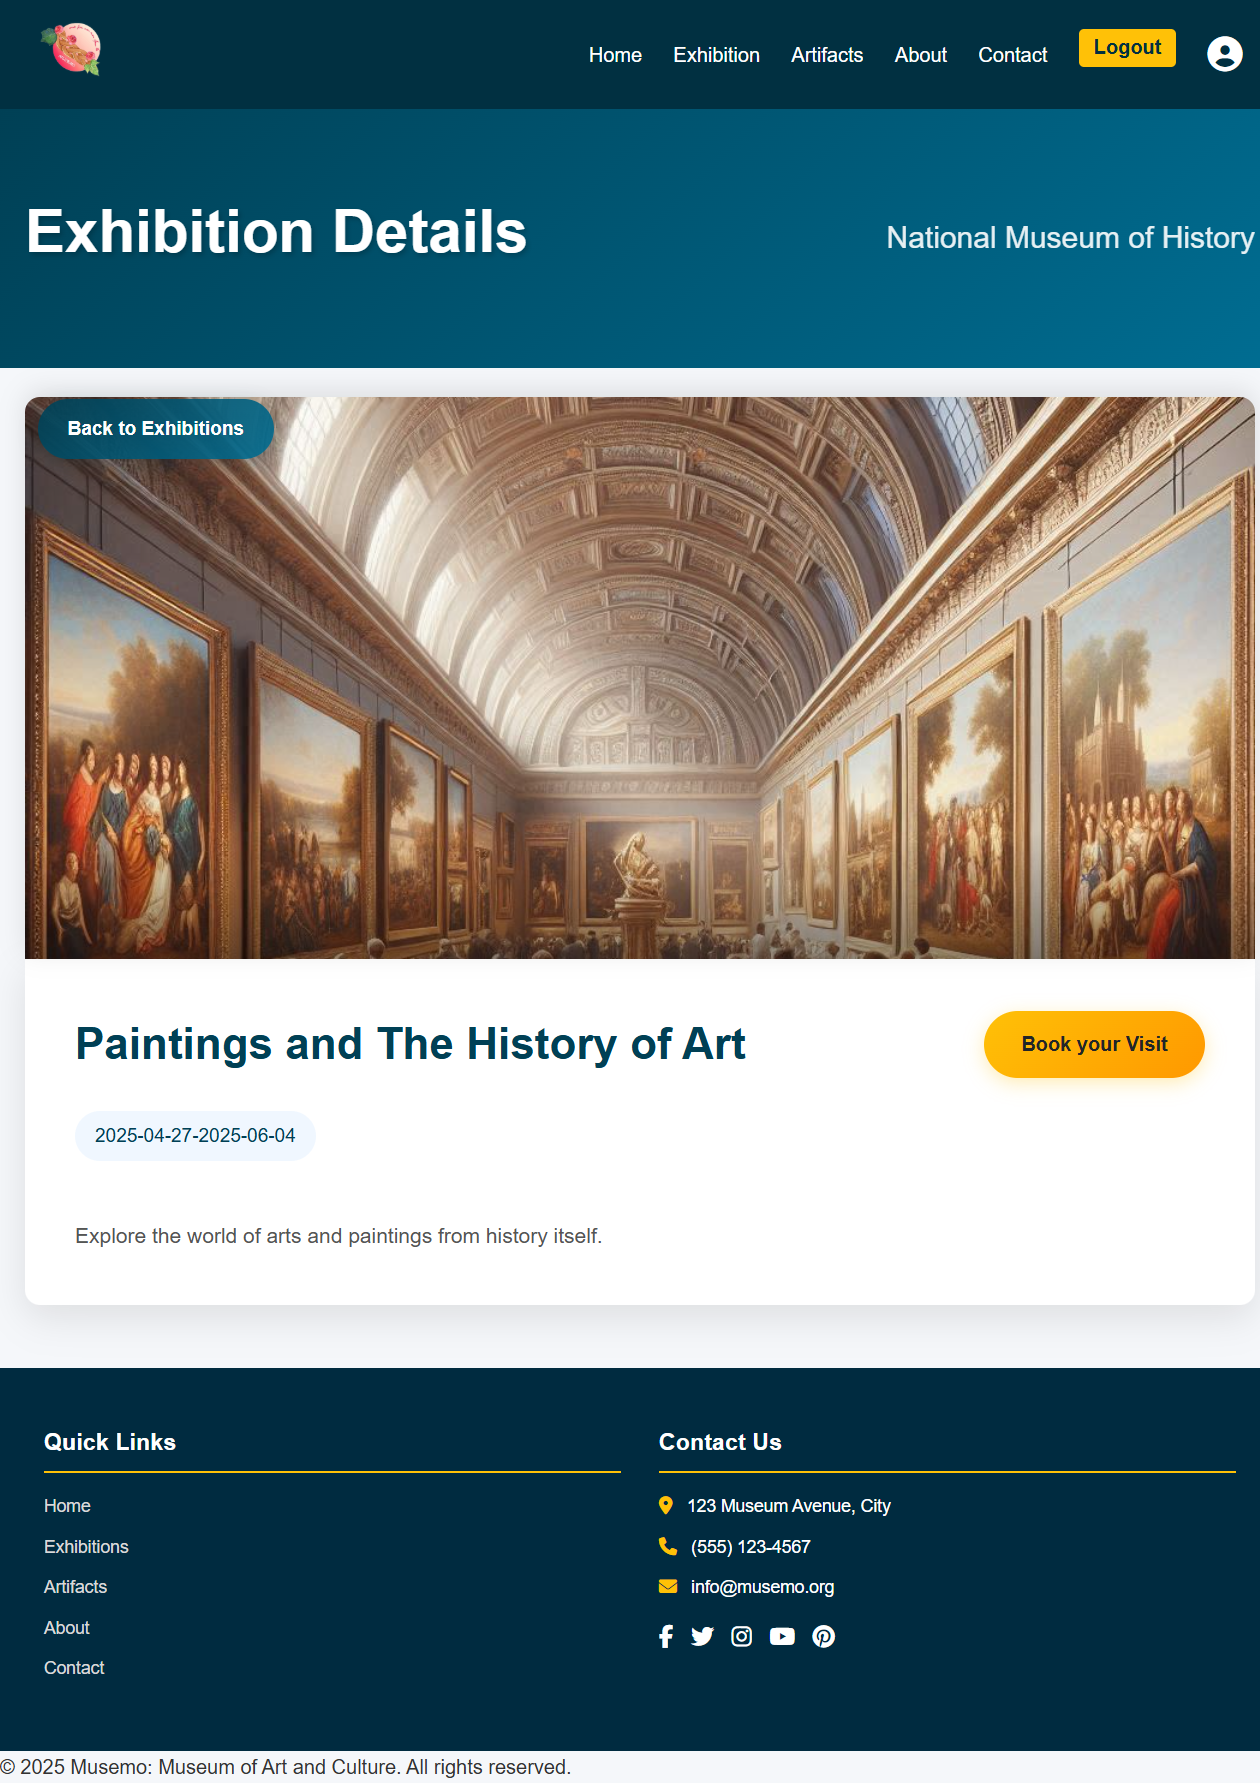 Home Exhibition Artifacts About Contact Logout
Exhibition Details
National Museum of History
Back to Exhibitions
Paintings and The History of Art
Book your Visit
2025-04-27-2025-06-04
Explore the world of arts and paintings from history itself.
Quick Links
Home
Exhibitions
Artifacts
About
Contact
Contact Us
123 Museum Avenue, City
(555) 123-4567
info@musemo.org
© 2025 Musemo: Museum of Art and Culture. All rights reserved.